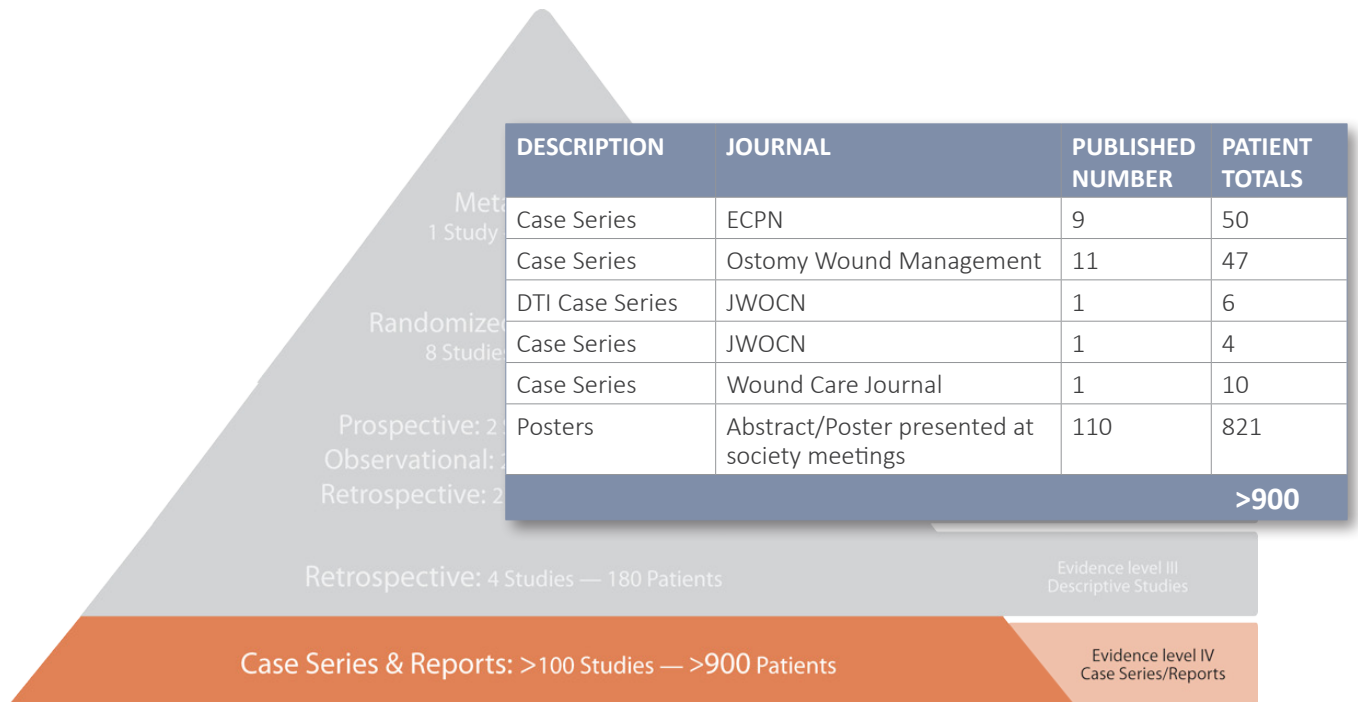 Meta
1 Study
Randomized
8 Studies
Prospective: 2
Observational:
Retrospective: 2
DESCRIPTION JOURNAL PUBLISHED NUMBER PATIENT TOTALS
Case Series ECPN 9 50
Case Series Ostomy Wound Management 11 47
DTI Case Series JWOCN 1 6
Case Series JWOCN 1 4
Case Series Wound Care Journal 1 10
Posters Abstract/Poster presented at society meetings 110 821
>900
Retrospective: 4 Studies — 180 Patients
Evidence level III
Descriptive Studies
Case Series & Reports: >100 Studies — >900 Patients
Evidence level IV
Case Series/Reports